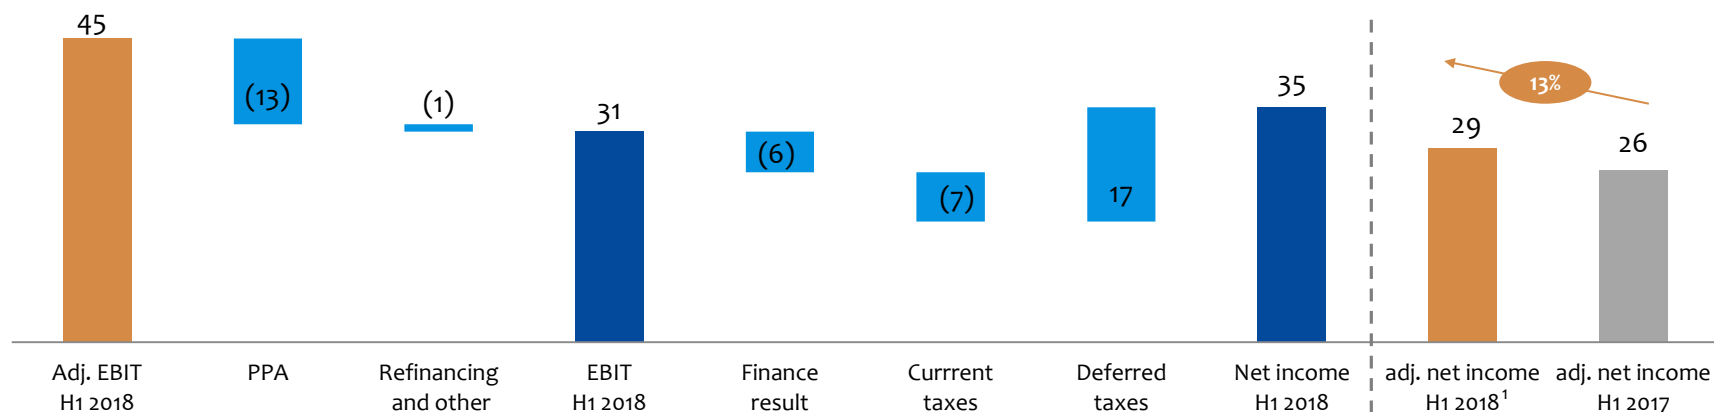 45
(13)
(1)
31
(6)
(7)
17
35
13%
29
26
Adj. EBIT
H1 2018
PPA
Refinancing
and other
EBIT
H1 2018
Finance
result
Currrent
taxes
Deferred
taxes
Net income
H1 2018
adj. net income
H1 2018¹
adj. net income
H1 2017